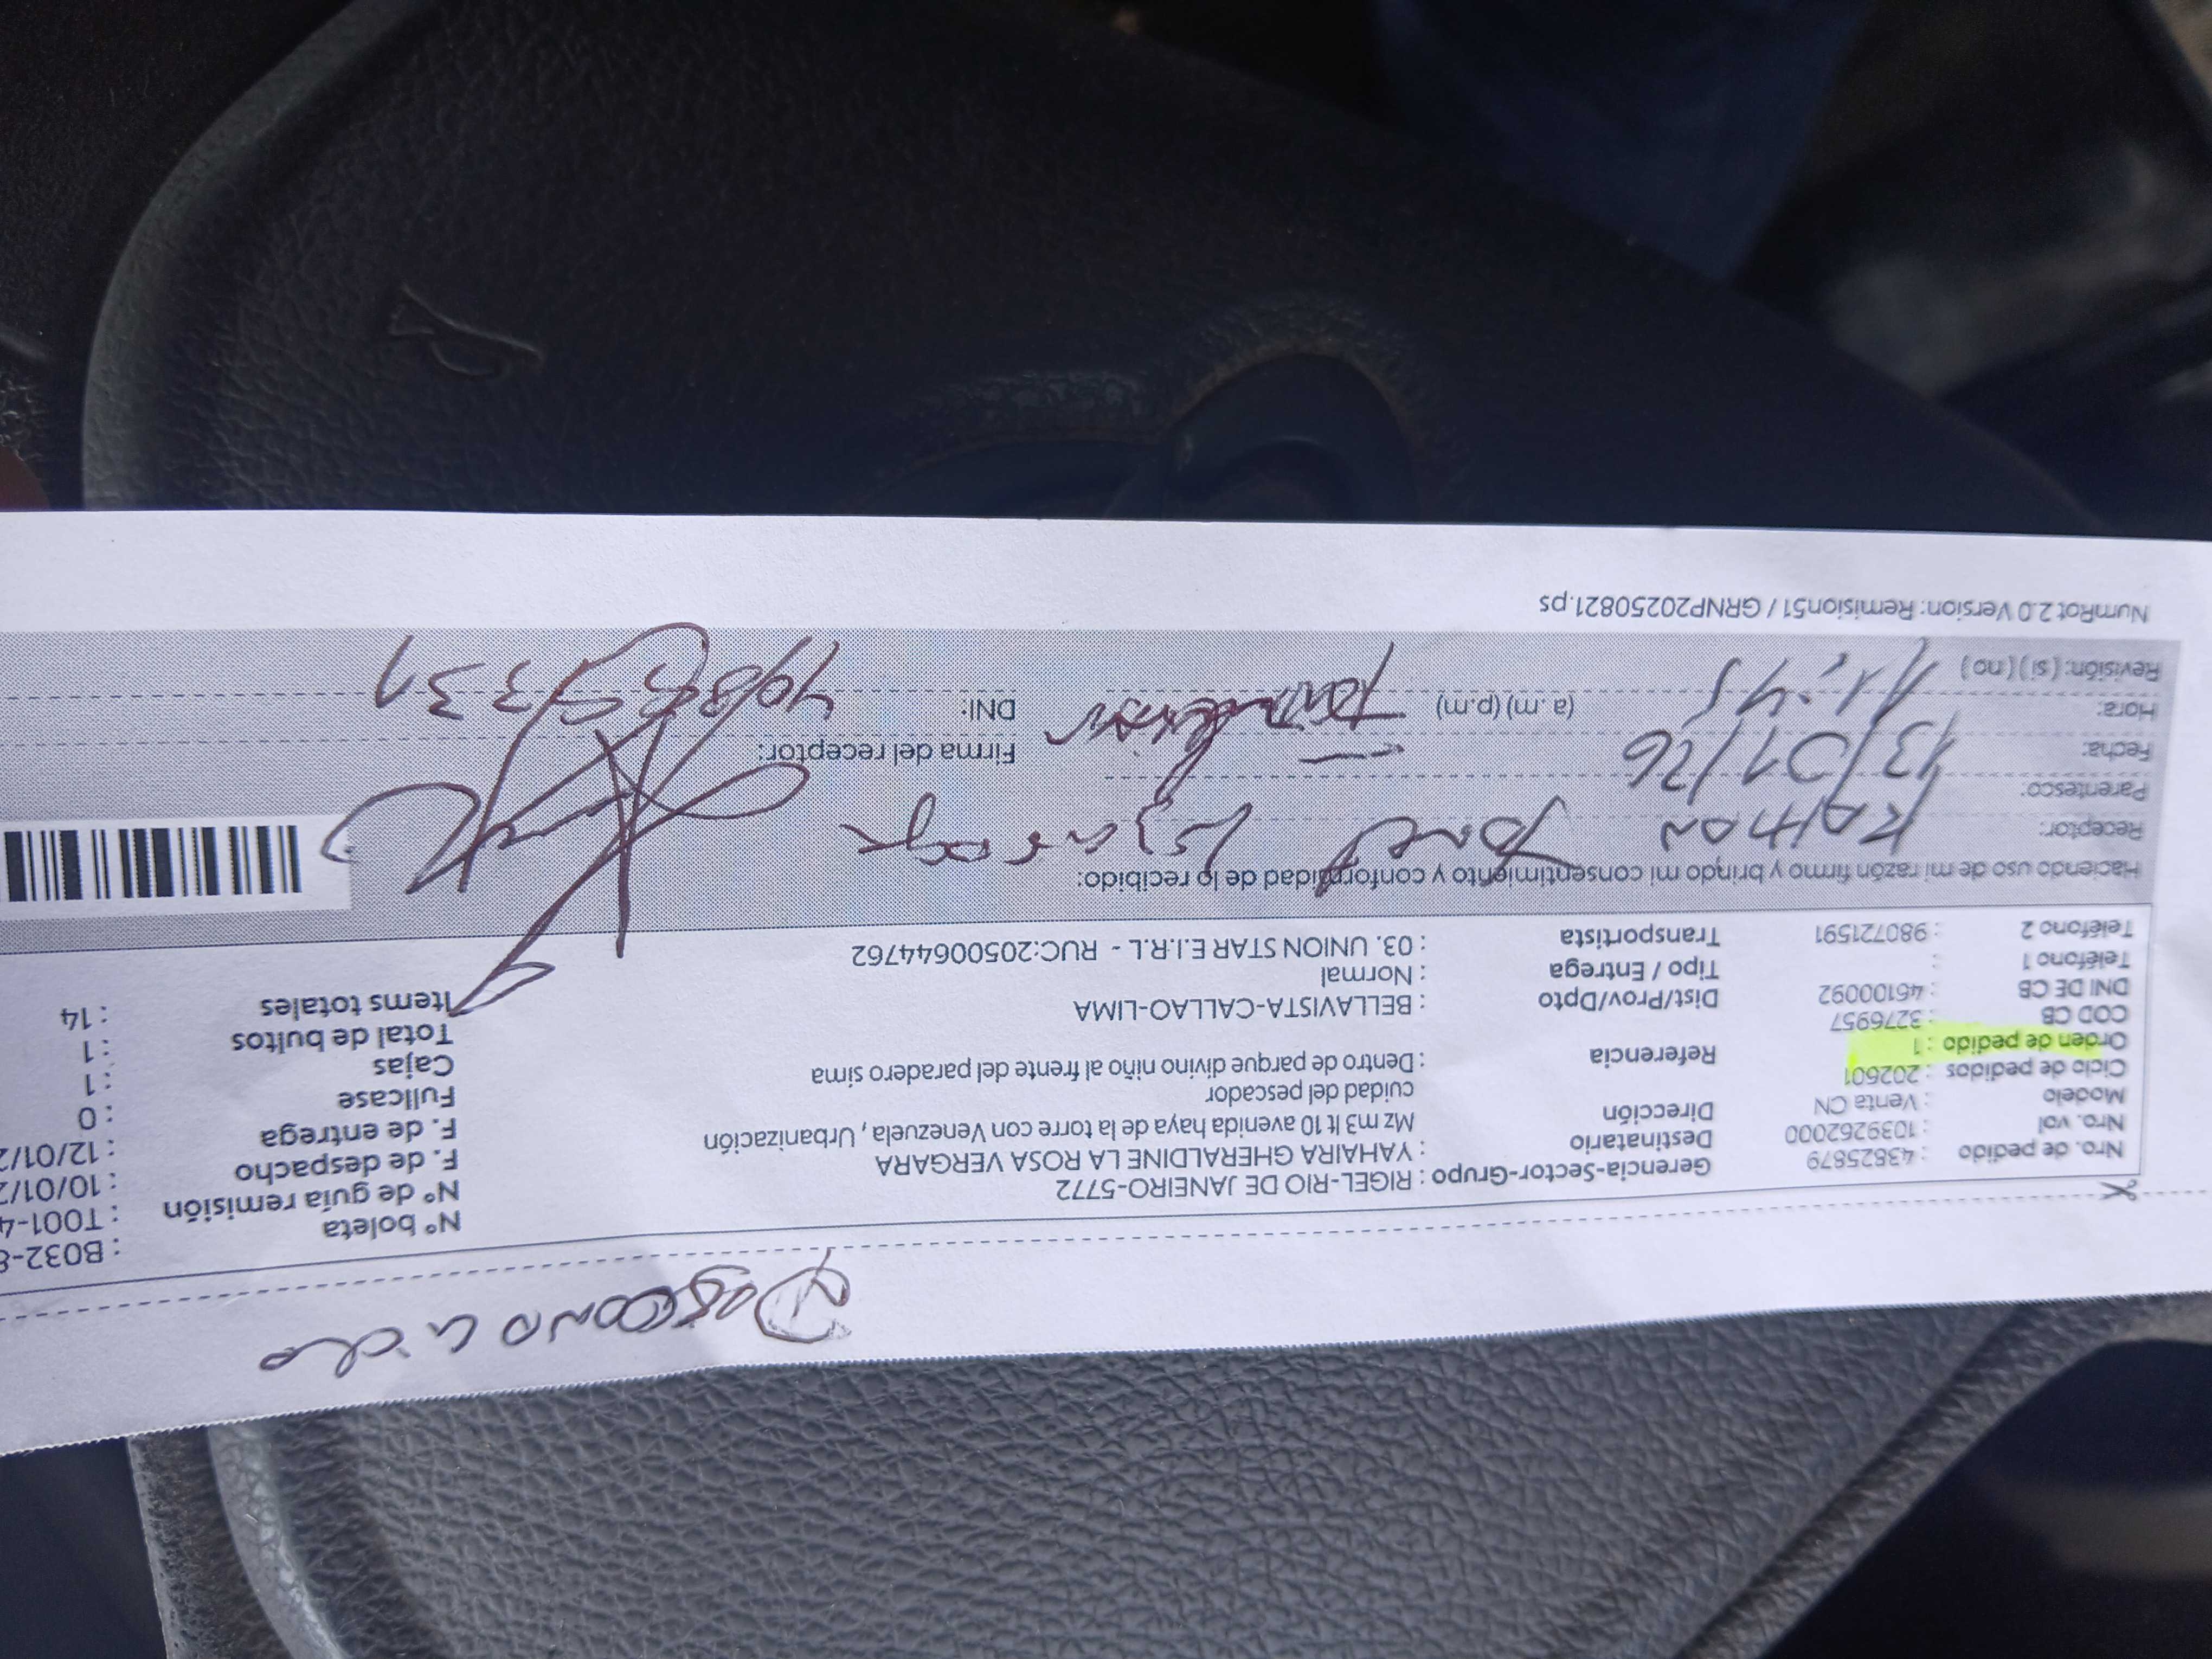 Desconocido
Nro. de pedido : 43825879
Nro. vol : 1039262000
Modelo : Venta CN
Ciclo de pedidos : 202601
Orden de pedido : 1
COD CB : 3276957
DNI DE CB : 46100092
Teléfono 1 :
Teléfono 2 : 980721591
Gerencia-Sector-Grupo : RIGEL-RIO DE JANEIRO-5772
Destinatario : YAHAIRA GHERALDINE LA ROSA VERGARA
Dirección Mz m3 lt 10 avenida haya de la torre con Venezuela , Urbanización
cuidad del pescador
Referencia : Dentro de parque divino niño al frente del paradero sima
Dist/Prov/Dpto : BELLAVISTA-CALLAO-LIMA
Tipo / Entrega : Normal
Transportista : 03. UNION STAR E.I.R.L - RUC:20500644762
N° boleta : B032-8
N° de guía remisión : T001-4
F. de despacho : 10/01/2
F. de entrega : 12/01/2
Fullcase : 0
Cajas : 1
Total de bultos : 1
Items totales : 14
Haciendo uso de mi razón firmo y brindo mi consentimiento y conformidad de lo recibido:
Receptor:
Parentesco:
Fecha: 13/01/26
Hora: 11:45 (a. m) (p.m)
Revisión: ( si ) ( no )
Firma del receptor:
DNI:
NumRot 2.0 Version: Remision51 / GRNP20250821.ps